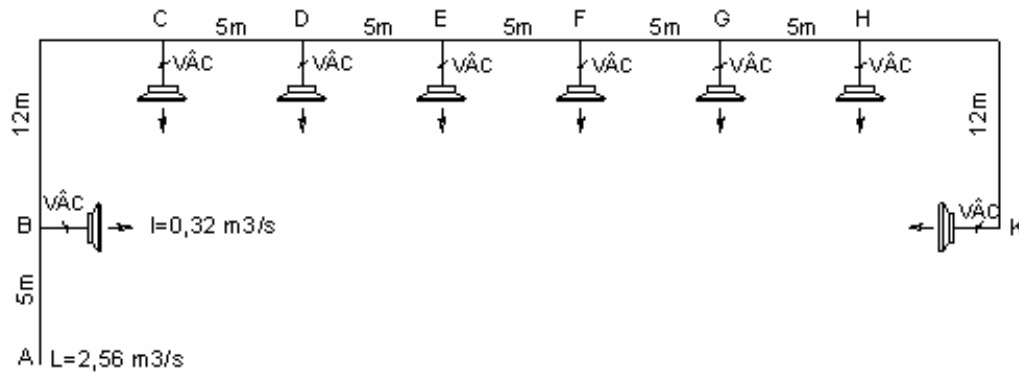 C D E F G H
5m 5m 5m 5m 5m
VÂC VÂC VÂC VÂC VÂC VÂC
12m 12m
VÂC VÂC
B l=0,32 m3/s K
5m
A L=2,56 m3/s